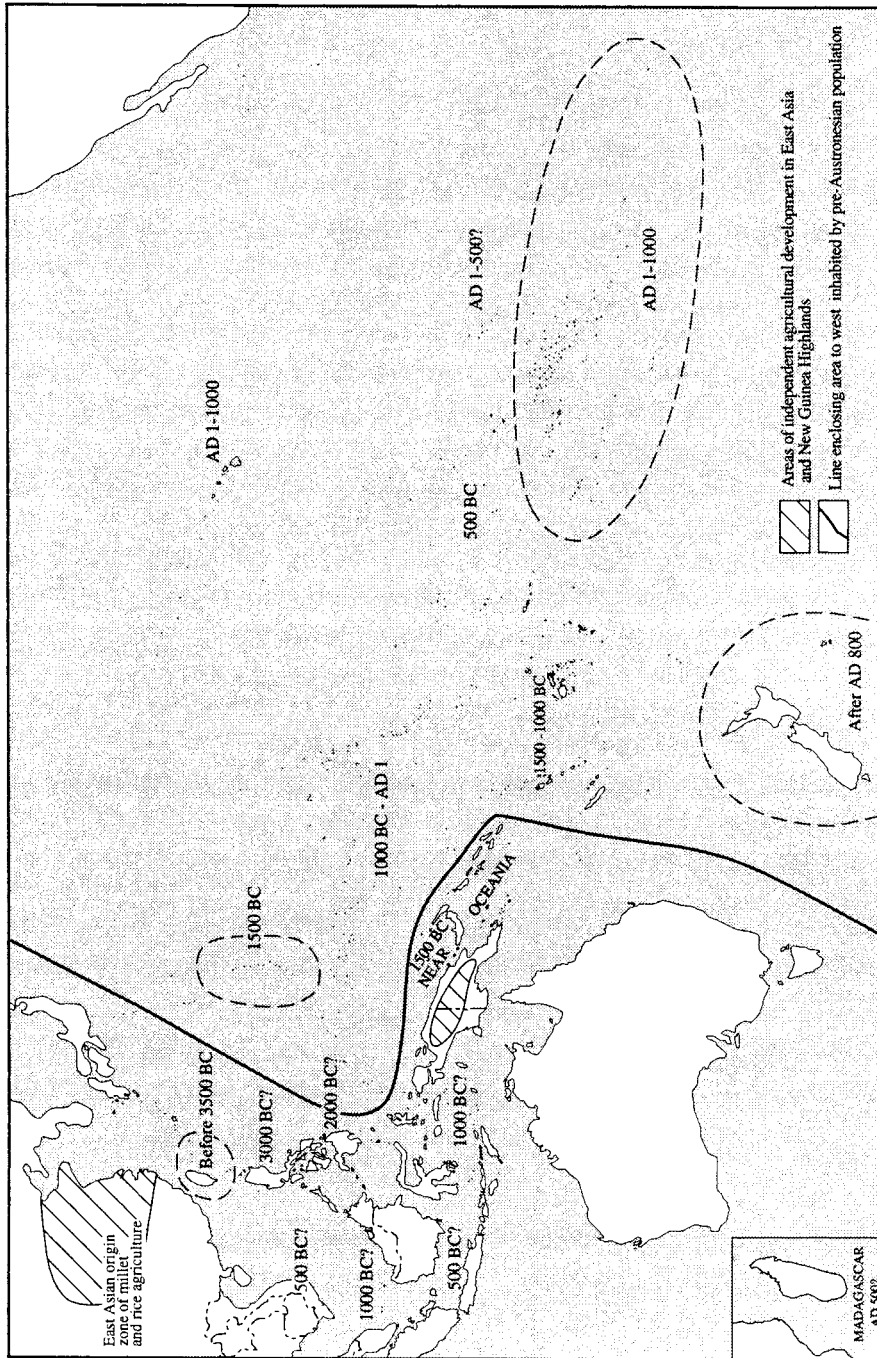 East Asian origin
zone of millet
and rice agriculture
Before 3500 BC
3000 BC?
2000 BC?
500 BC?
1000 BC?
500 BC?
1000 BC?
1500 BC
1500 BC
NEAR
OCEANIA
1000 BC - AD 1
1500 -1000 BC
AD 1-1000
500 BC
AD 1-500?
AD 1-1000
After AD 800
MADAGASCAR
AD 500?
Areas of independent agricultural development in East Asia
and New Guinea Highlands
Line enclosing area to west inhabited by pre-Austronesian population